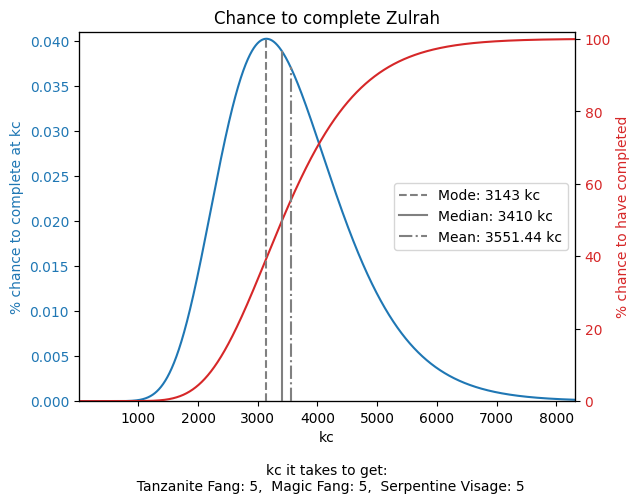 Chance to complete Zulrah
% chance to complete at kc
0.040
0.035
0.030
0.025
0.020
0.015
0.010
0.005
0.000
Mode: 3143 kc
Median: 3410 kc
Mean: 3551.44 kc
100
80
60
40
20
0
% chance to have completed
1000 2000 3000 4000 5000 6000 7000 8000
kc
kc it takes to get:
Tanzanite Fang: 5,  Magic Fang: 5,  Serpentine Visage: 5